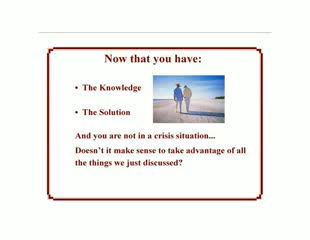 Now that you have:
• The Knowledge
• The Solution
And you are not in a crisis situation...
Doesn't it make sense to take advantage of all
the things we just discussed?